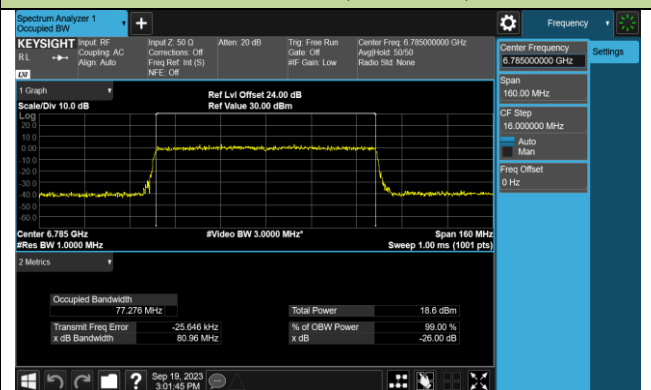 Spectrum Analyzer 1
Occupied BW
+
Frequency
KEYSIGHT Input: RF Input Z: 50 Ω Atten: 20 dB Trig: Free Run Center Freq: 6.785000000 GHz
RL Coupling: AC Corrections: Off Gate: Off Avg|Hold: 50/50
Align: Auto Freq Ref: Int (S) #IF Gain: Low Radio Std: None
NFE: Off
LXI
Center Frequency
6.785000000 GHz
Settings
Span
160.00 MHz
CF Step
16.000000 MHz
Auto
Man
Freq Offset
0 Hz
1 Graph
Ref Lvl Offset 24.00 dB
Scale/Div 10.0 dB Ref Value 30.00 dBm
Log
20.0
10.0
0.00
-10.0
-20.0
-30.0
-40.0
-50.0
-60.0
Center 6.785 GHz #Video BW 3.0000 MHz* Span 160 MHz
#Res BW 1.0000 MHz Sweep 1.00 ms (1001 pts)
2 Metrics
Occupied Bandwidth
77.276 MHz Total Power 18.6 dBm
Transmit Freq Error -25.646 kHz % of OBW Power 99.00 %
x dB Bandwidth 80.96 MHz x dB -26.00 dB
? Sep 19, 2023
3:01:45 PM